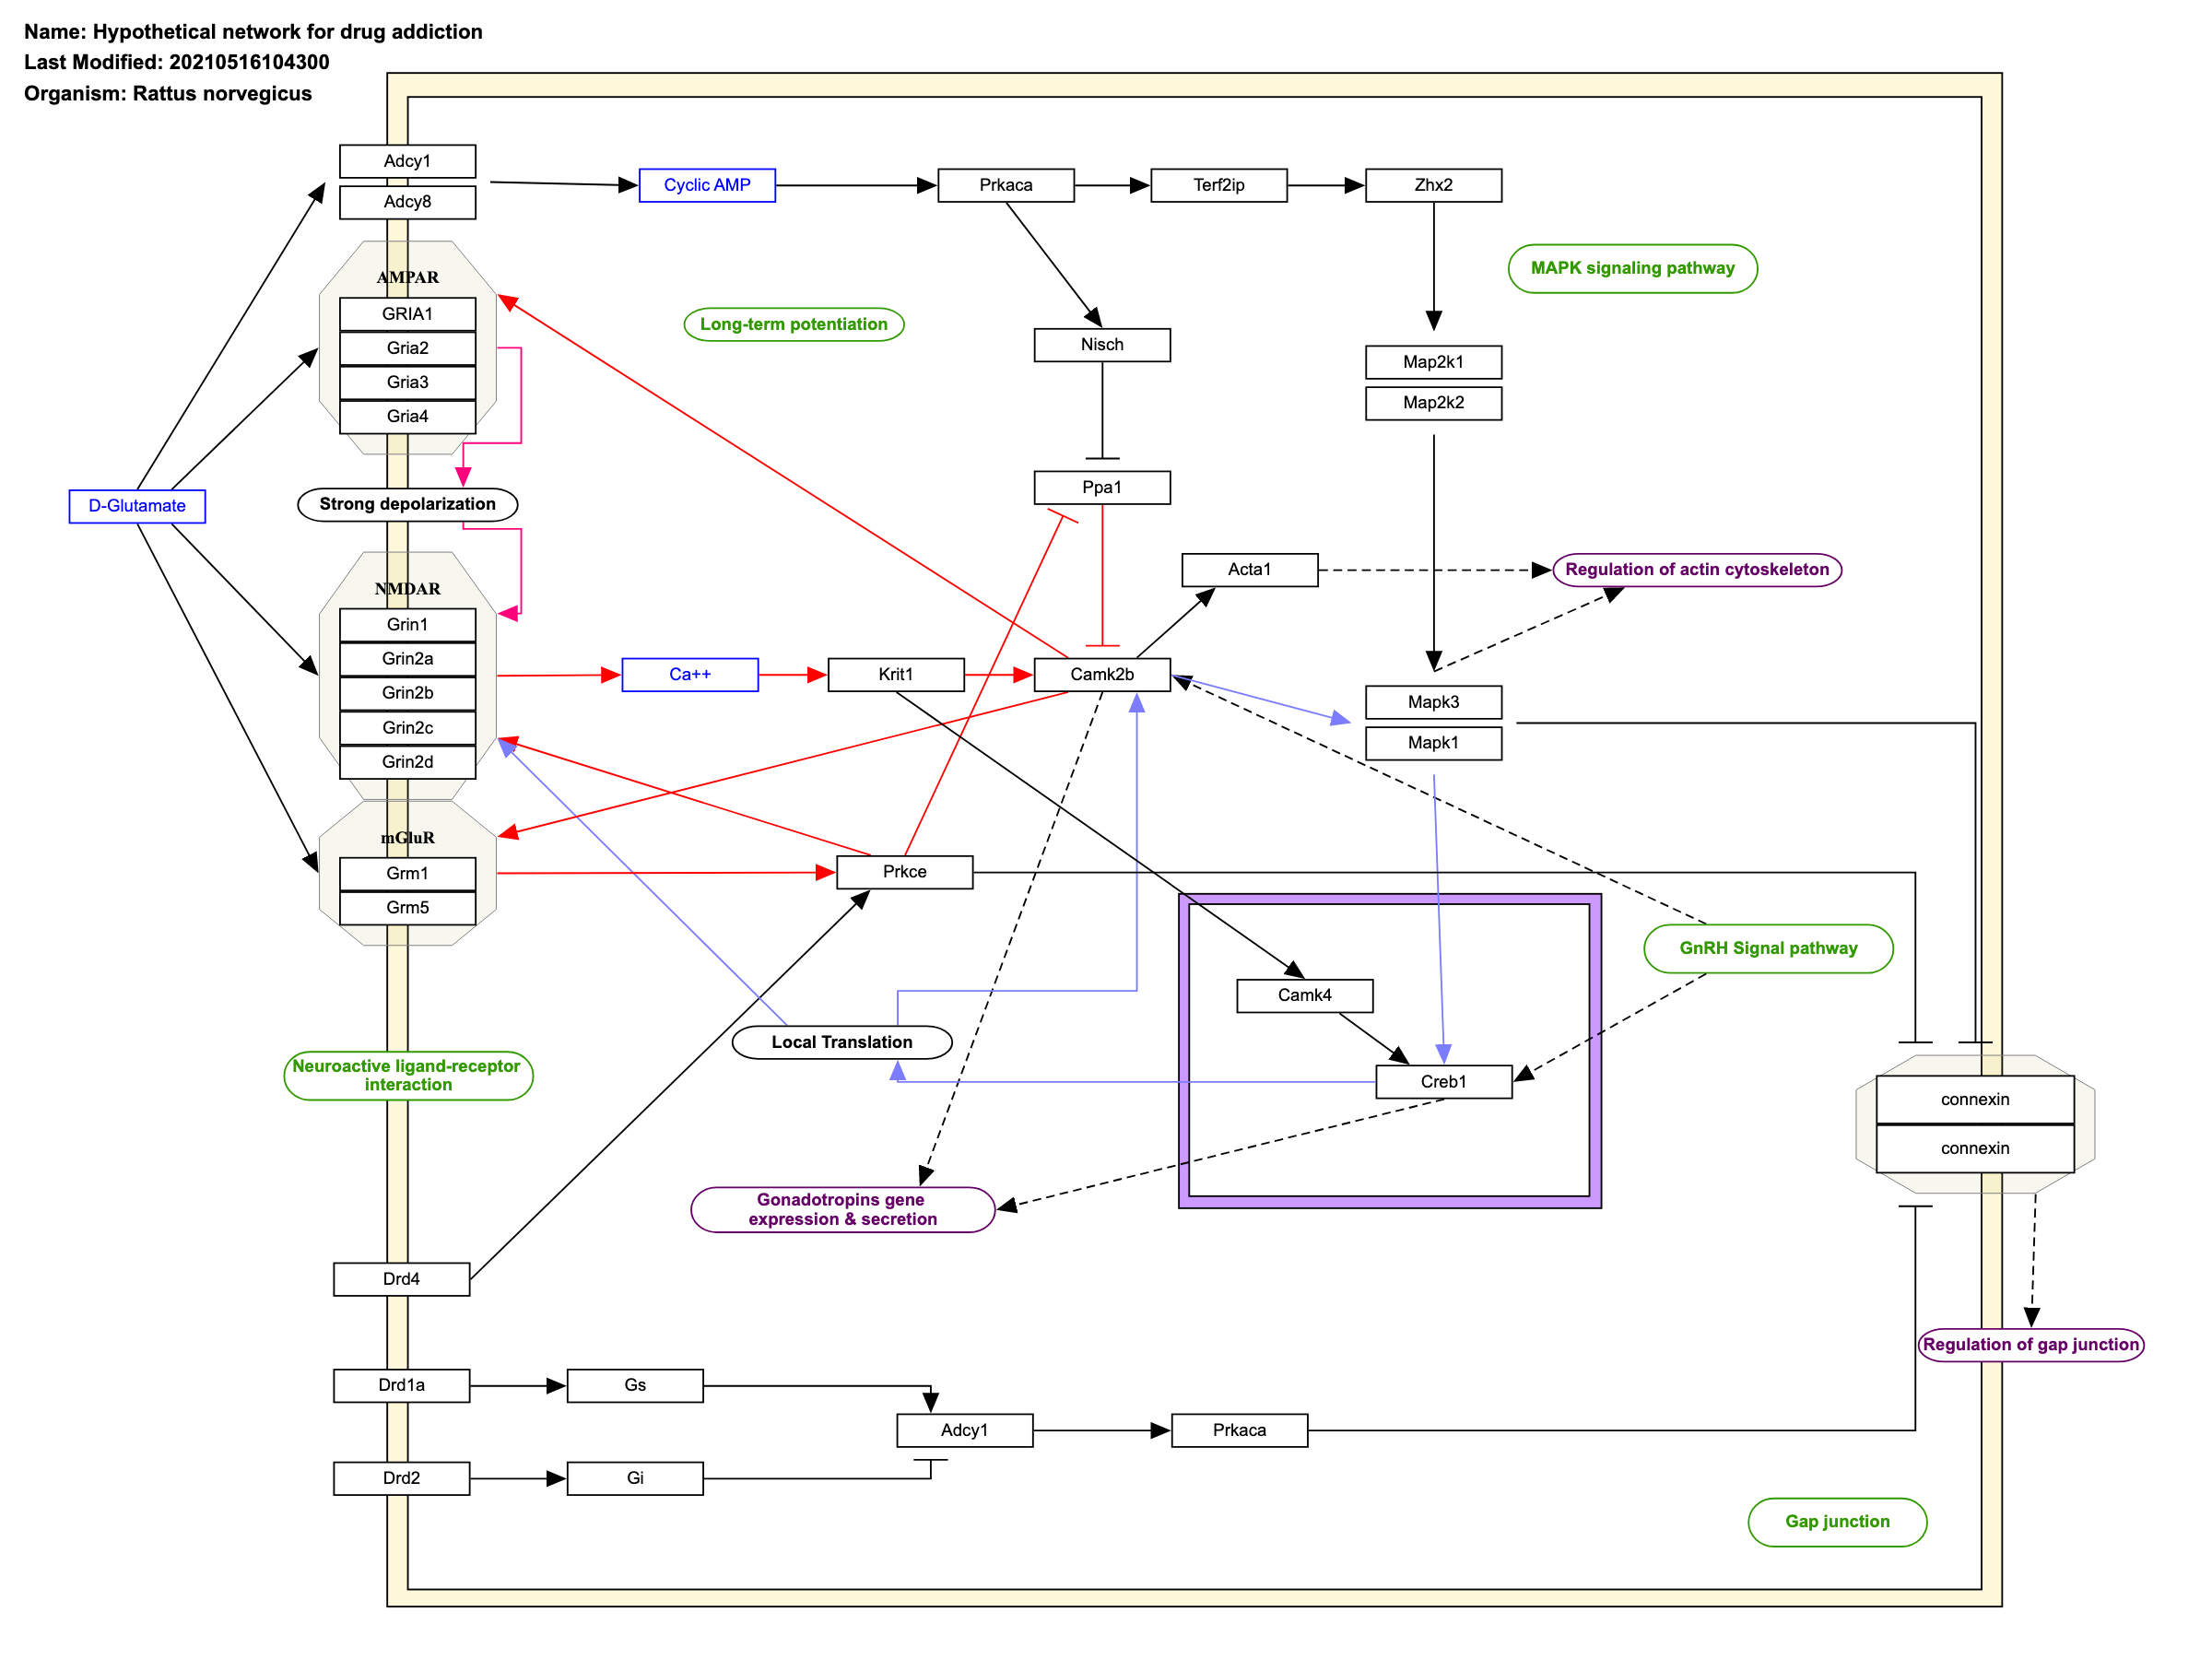 Name: Hypothetical network for drug addiction
Last Modified: 20210516104300
Organism: Rattus norvegicus
Adcy1
Adcy8
Cyclic AMP
Prkaca
Terf2ip
Zhx2
MAPK signaling pathway
AMPAR
GRIA1
Gria2
Gria3
Gria4
Long-term potentiation
Nisch
Map2k1
Map2k2
Ppa1
D-Glutamate
Strong depolarization
Acta1
Regulation of actin cytoskeleton
NMDAR
Grin1
Grin2a
Grin2b
Grin2c
Grin2d
Ca++
Krit1
Camk2b
Mapk3
Mapk1
mGluR
Grm1
Grm5
Prkce
GnRH Signal pathway
Camk4
Local Translation
Creb1
Neuroactive ligand-receptor
interaction
connexin
connexin
Gonadotropins gene
expression & secretion
Drd4
Regulation of gap junction
Drd1a
Gs
Adcy1
Prkaca
Drd2
Gi
Gap junction